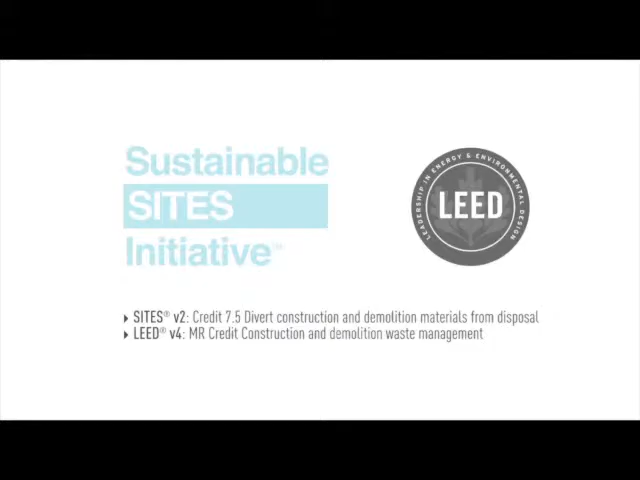 Sustainable
SITES
Initiative™
LEADERSHIP IN ENERGY & ENVIRONMENTAL DESIGN
LEED
SITES® v2: Credit 7.5 Divert construction and demolition materials from disposal
LEED® v4: MR Credit Construction and demolition waste management